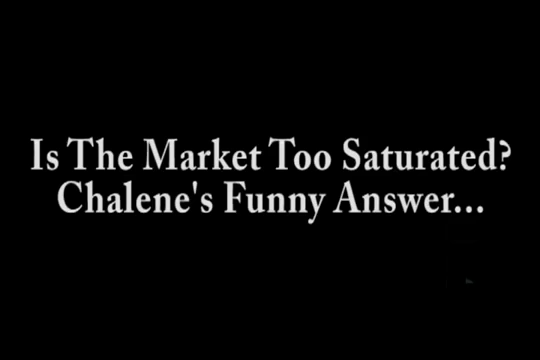 Is The Market Too Saturated?
Chalene's Funny Answer...